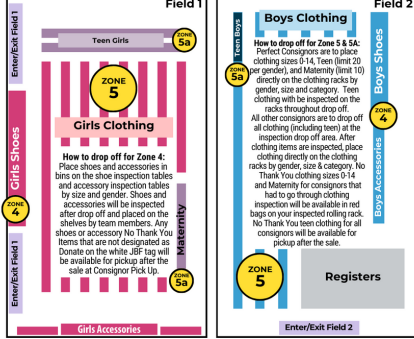 Field 1
Enter/Exit Field 1
Teen Girls
ZONE
5a
ZONE
5
Girls Clothing
Girls Shoes
ZONE
4
How to drop off for Zone 4:
Place shoes and accessories in
bins on the shoe inspection tables
and accessory inspection tables
by size and gender. Shoes and
accessories will be inspected
after drop off and placed on the
shelves by team members. Any
shoes or accessory No Thank You
Items that are not designated as
Donate on the white JBF tag will
be available for pickup after the
sale at Consignor Pick Up.
Maternity
ZONE
5a
Enter/Exit Field 1
Girls Accessories
Field 2
Teen Boys
ZONE
5a
Boys Clothing
Boys Shoes
ZONE
4
Boys Accessories
How to drop off for Zone 5 & 5A:
Perfect Consignors are to place
clothing sizes 0-14, Teen (limit 20
per gender), and Maternity (limit 10)
directly on the clothing racks by
gender, size and category. Teen
clothing with be inspected on the
racks throughout drop off.
All other consignors are to drop off
all clothing (including teen) at the
inspection drop off area. After
clothing items are inspected, place
clothing directly on the clothing
racks by gender, size & category. No
Thank You clothing sizes 0-14
and Maternity for consignors that
had to go through clothing
inspection will be available in red
bags on your inspected rolling rack.
No Thank You teen clothing for all
consignors will be available for
pickup after the sale.
ZONE
5
Registers
Enter/Exit Field 2